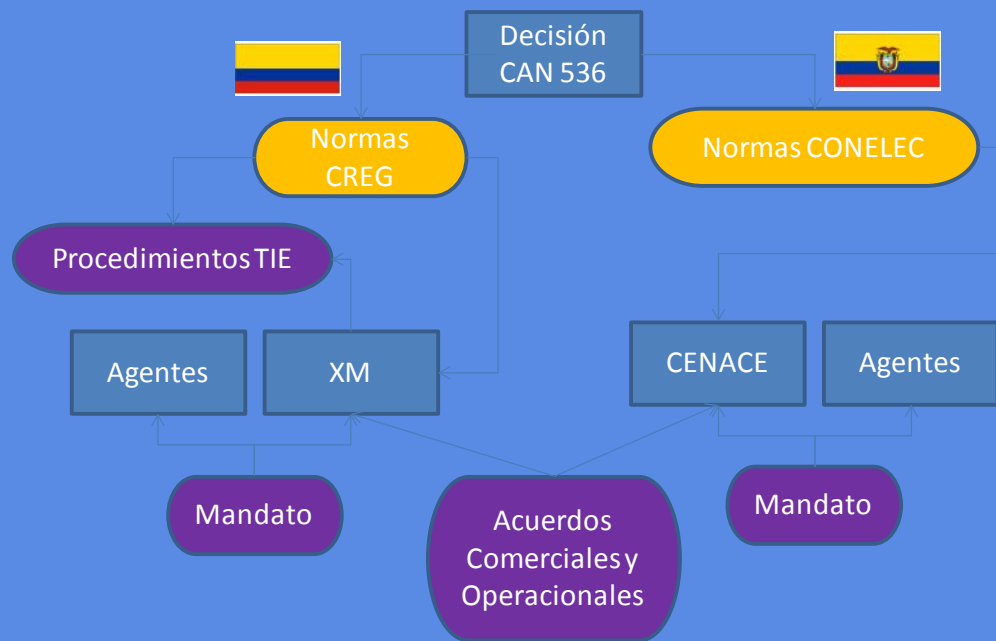 Decisión
CAN 536
Normas
CREG
Normas CONELEC
Procedimientos TIE
Agentes
XM
CENACE
Agentes
Mandato
Acuerdos
Comerciales y
Operacionales
Mandato